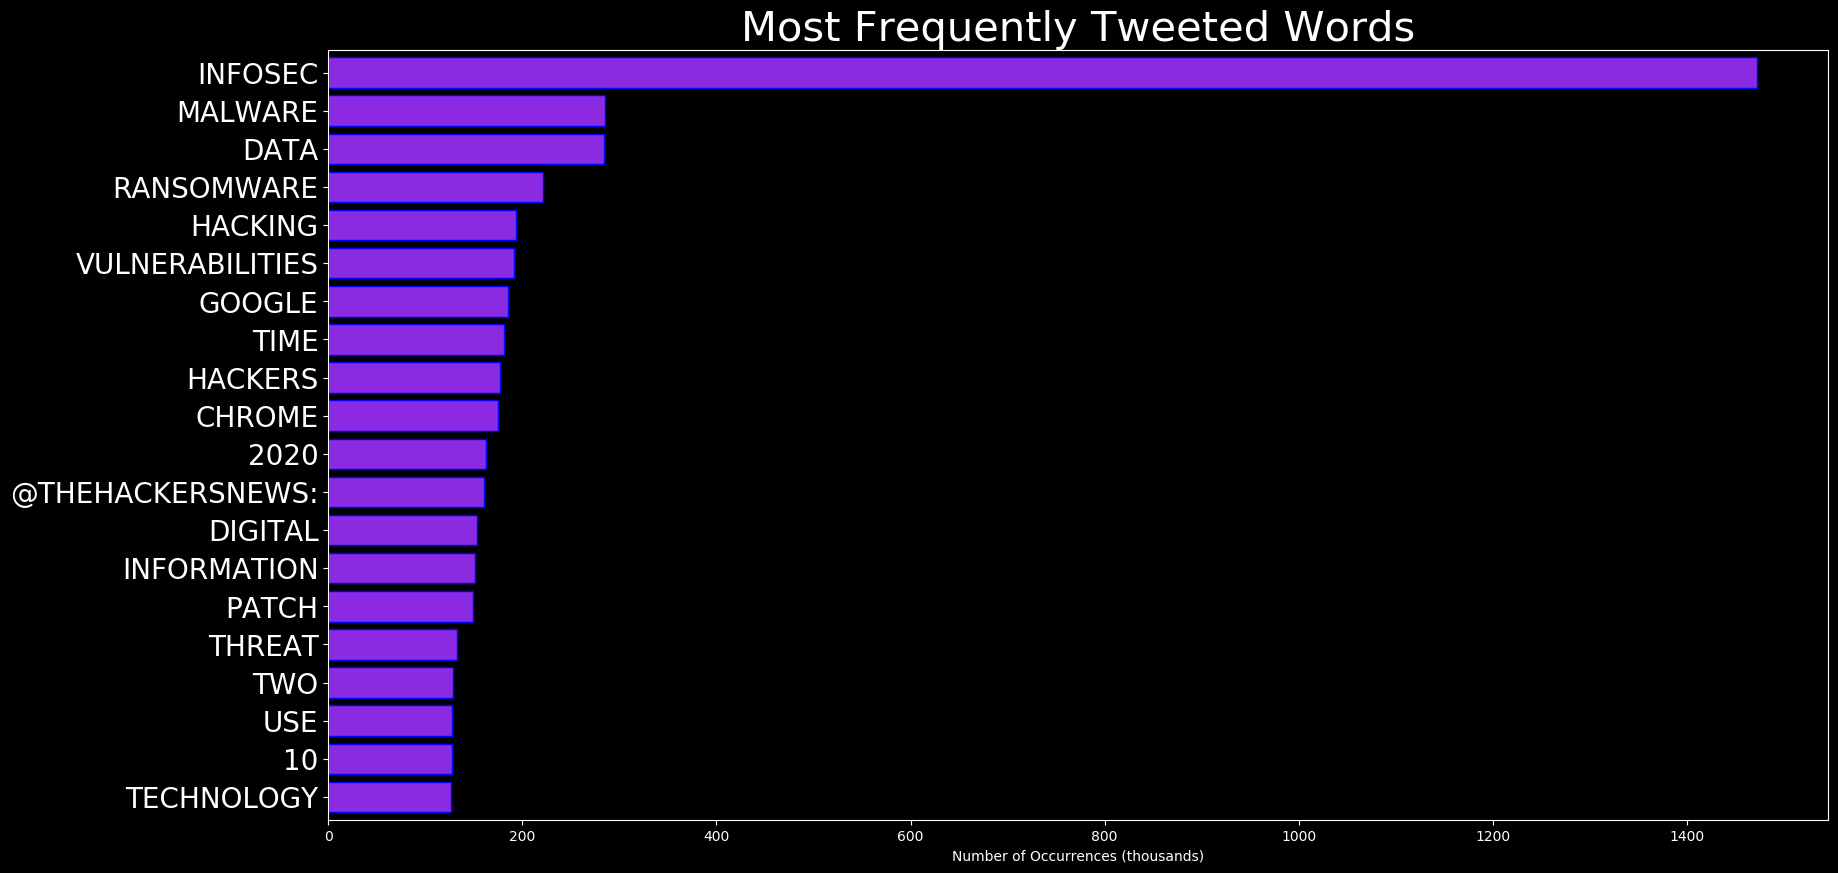 Most Frequently Tweeted Words
INFOSEC
MALWARE
DATA
RANSOMWARE
HACKING
VULNERABILITIES
GOOGLE
TIME
HACKERS
CHROME
2020
@THEHACKERSNEWS:
DIGITAL
INFORMATION
PATCH
THREAT
TWO
USE
10
TECHNOLOGY
0 200 400 600 800 1000 1200 1400
Number of Occurrences (thousands)